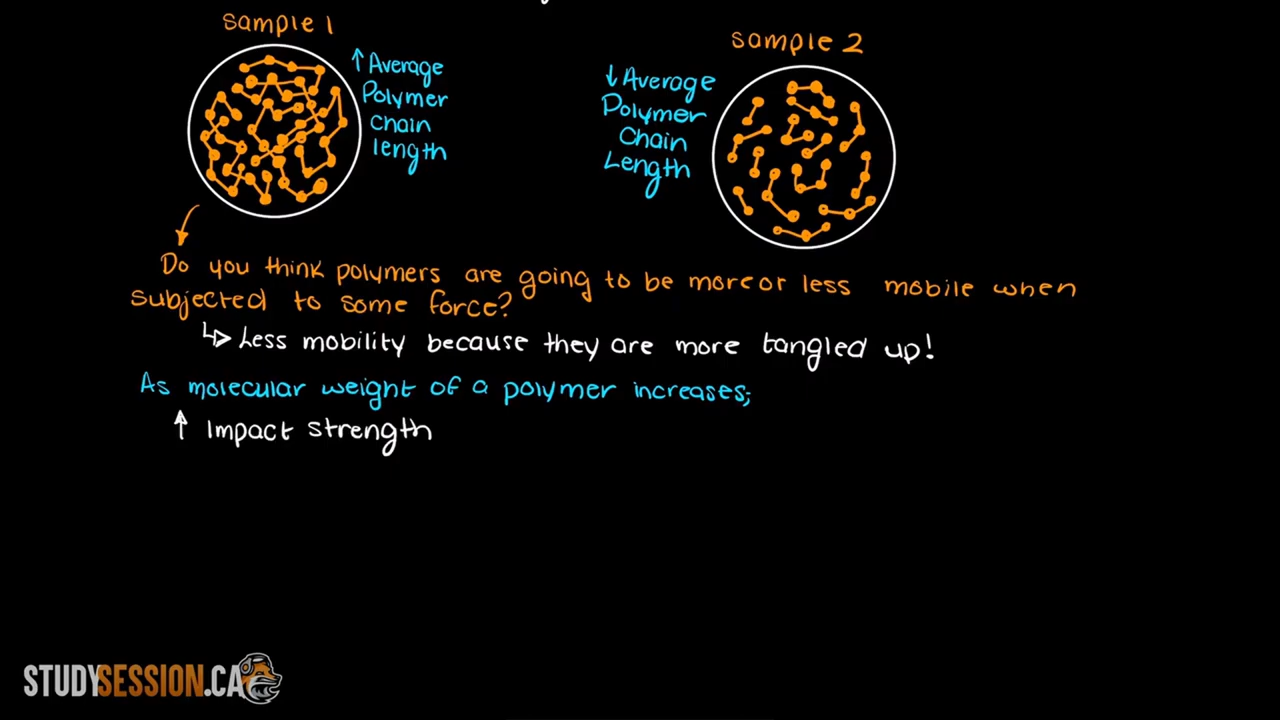 Sample 1
↑ Average
Polymer
Chain
length
Sample 2
↓ Average
Polymer
Chain
Length
Do you think polymers are going to be more or less mobile when
subjected to some force?
↳ Less mobility because they are more tangled up!
As molecular weight of a polymer increases;
↑ Impact strength
STUDYSESSION.CA